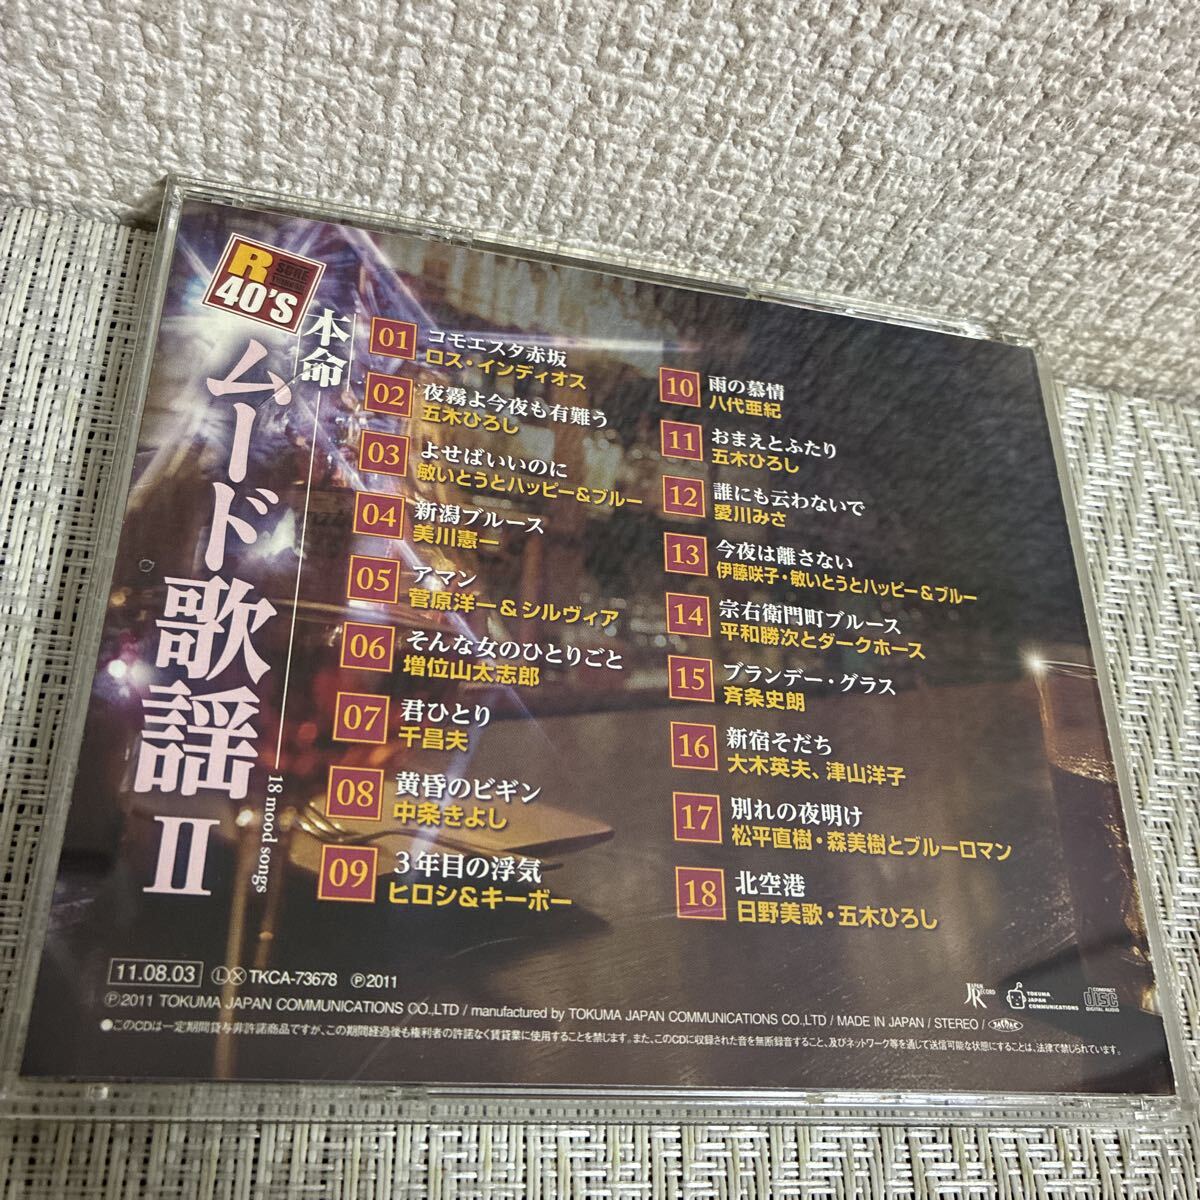 R
40'S
SURE
本命
ムード歌謡 II
18 mood songs
01 コモエスタ赤坂
ロス・インディオス
02 夜霧よ今夜も有難う
五木ひろし
03 よせばいいのに
敏いとうとハッピー&ブルー
04 新潟ブルース
美川憲一
05 アマン
菅原洋一&シルヴィア
06 そんな女のひとりごと
増位山太志郎
07 君ひとり
千昌夫
08 黄昏のビギン
中条きよし
09 3年目の浮気
ヒロシ&キーボー
10 雨の慕情
八代亜紀
11 おまえとふたり
五木ひろし
12 誰にも云わないで
愛川みさ
13 今夜は離さない
伊藤咲子・敏いとうとハッピー&ブルー
14 宗右衛門町ブルース
平和勝次とダークホース
15 ブランデー・グラス
斉条史朗
16 新宿そだち
大木英夫、津山洋子
17 別れの夜明け
松平直樹・森美樹とブルーロマン
18 北空港
日野美歌・五木ひろし
11.08.03 Ⓛ Ⓧ TKCA-73678 ℗2011
℗2011 TOKUMA JAPAN COMMUNICATIONS CO.,LTD / manufactured by TOKUMA JAPAN COMMUNICATIONS CO.,LTD / MADE IN JAPAN / STEREO /
●このCDは一定期間貸与非許諾商品ですが、この期間経過後も権利者の許諾なく賃貸業に使用することを禁じます。また、このCDに収録された音を無断録音すること、及びネットワーク等を通じて送信可能な状態にすることは、法律で禁じられています。
JAPAN
RECORD
JR
TOKUMA
JAPAN
COMMUNICATIONS
COMPACT
disc
DIGITAL AUDIO